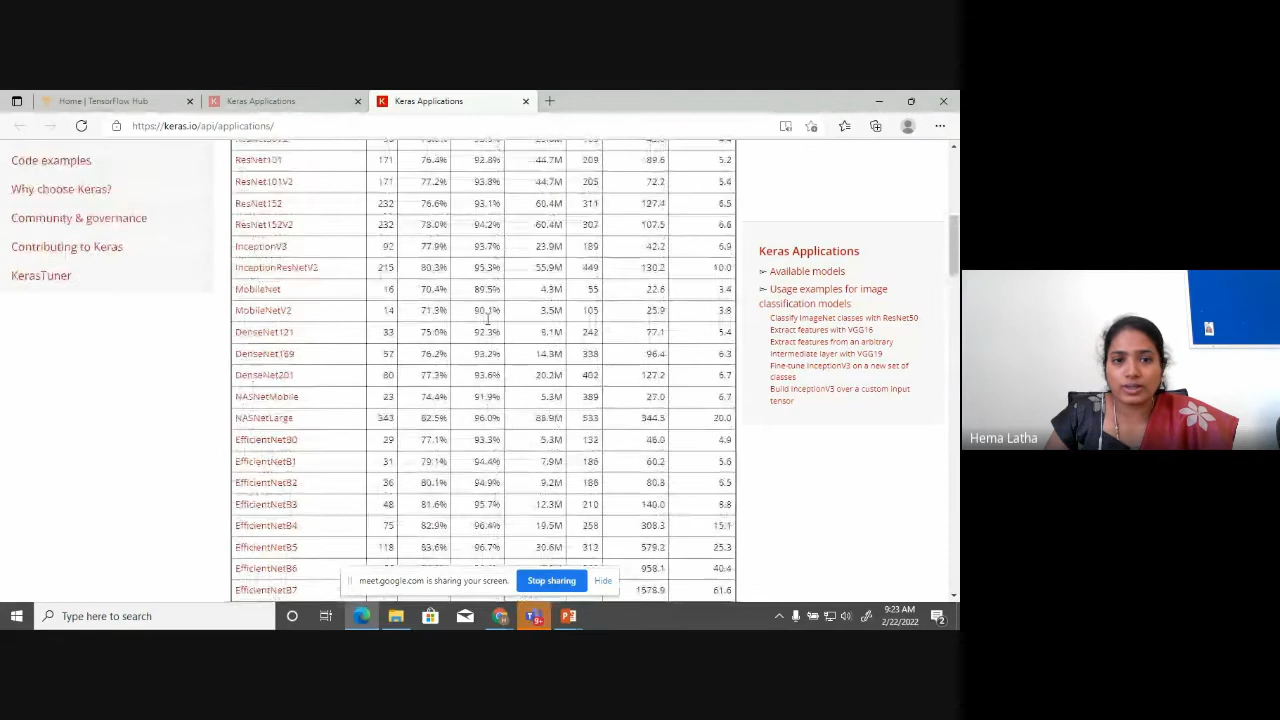 Home | TensorFlow Hub
Keras Applications
Keras Applications
https://keras.io/api/applications/
Code examples
Why choose Keras?
Community & governance
Contributing to Keras
KerasTuner
ResNet101 171 76.4% 92.8% 44.7M 209 89.6 5.2
ResNet101V2 171 77.2% 93.8% 44.7M 205 72.2 5.4
ResNet152 232 76.6% 93.1% 60.4M 311 127.4 6.5
ResNet152V2 232 78.0% 94.2% 60.4M 307 107.5 6.6
InceptionV3 92 77.9% 93.7% 23.9M 189 42.2 6.9
InceptionResNetV2 215 80.3% 95.3% 55.9M 449 130.2 10.0
MobileNet 16 70.4% 89.5% 4.3M 55 22.6 3.4
MobileNetV2 14 71.3% 90.1% 3.5M 105 25.9 3.8
DenseNet121 33 75.0% 92.3% 8.1M 242 77.1 5.4
DenseNet169 57 76.2% 93.2% 14.3M 338 96.4 6.3
DenseNet201 80 77.3% 93.6% 20.2M 402 127.2 6.7
NASNetMobile 23 74.4% 91.9% 5.3M 389 27.0 6.7
NASNetLarge 343 82.5% 96.0% 88.9M 533 344.5 20.0
EfficientNetB0 29 77.1% 93.3% 5.3M 132 46.0 4.9
EfficientNetB1 31 79.1% 94.4% 7.9M 186 60.2 5.6
EfficientNetB2 36 80.1% 94.9% 9.2M 186 80.8 6.5
EfficientNetB3 48 81.6% 95.7% 12.3M 210 140.0 8.8
EfficientNetB4 75 82.9% 96.4% 19.5M 258 308.3 15.1
EfficientNetB5 118 83.6% 96.7% 30.6M 312 579.2 25.3
EfficientNetB6 958.1 40.4
EfficientNetB7 1578.9 61.6
Keras Applications
Available models
Usage examples for image
classification models
Classify ImageNet classes with ResNet50
Extract features with VGG16
Extract features from an arbitrary
intermediate layer with VGG19
Fine-tune InceptionV3 on a new set of
classes
Build InceptionV3 over a custom input
tensor
meet.google.com is sharing your screen.
Stop sharing
Hide
Type here to search
9:23 AM
2/22/2022
Hema Latha